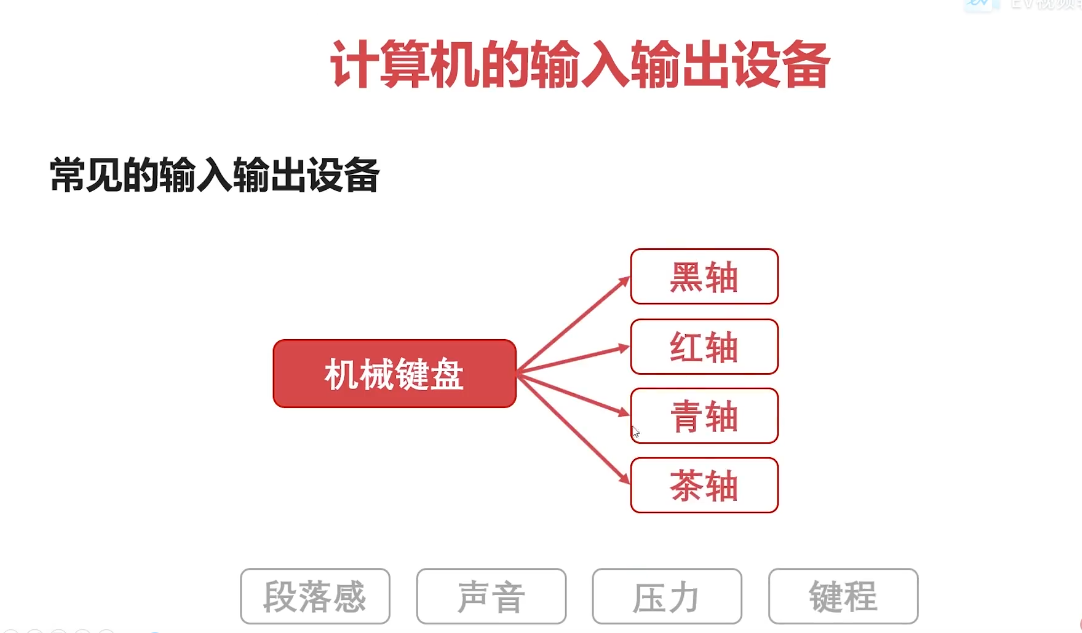 计算机的输入输出设备
常见的输入输出设备
机械键盘
黑轴
红轴
青轴
茶轴
段落感
声音
压力
键程